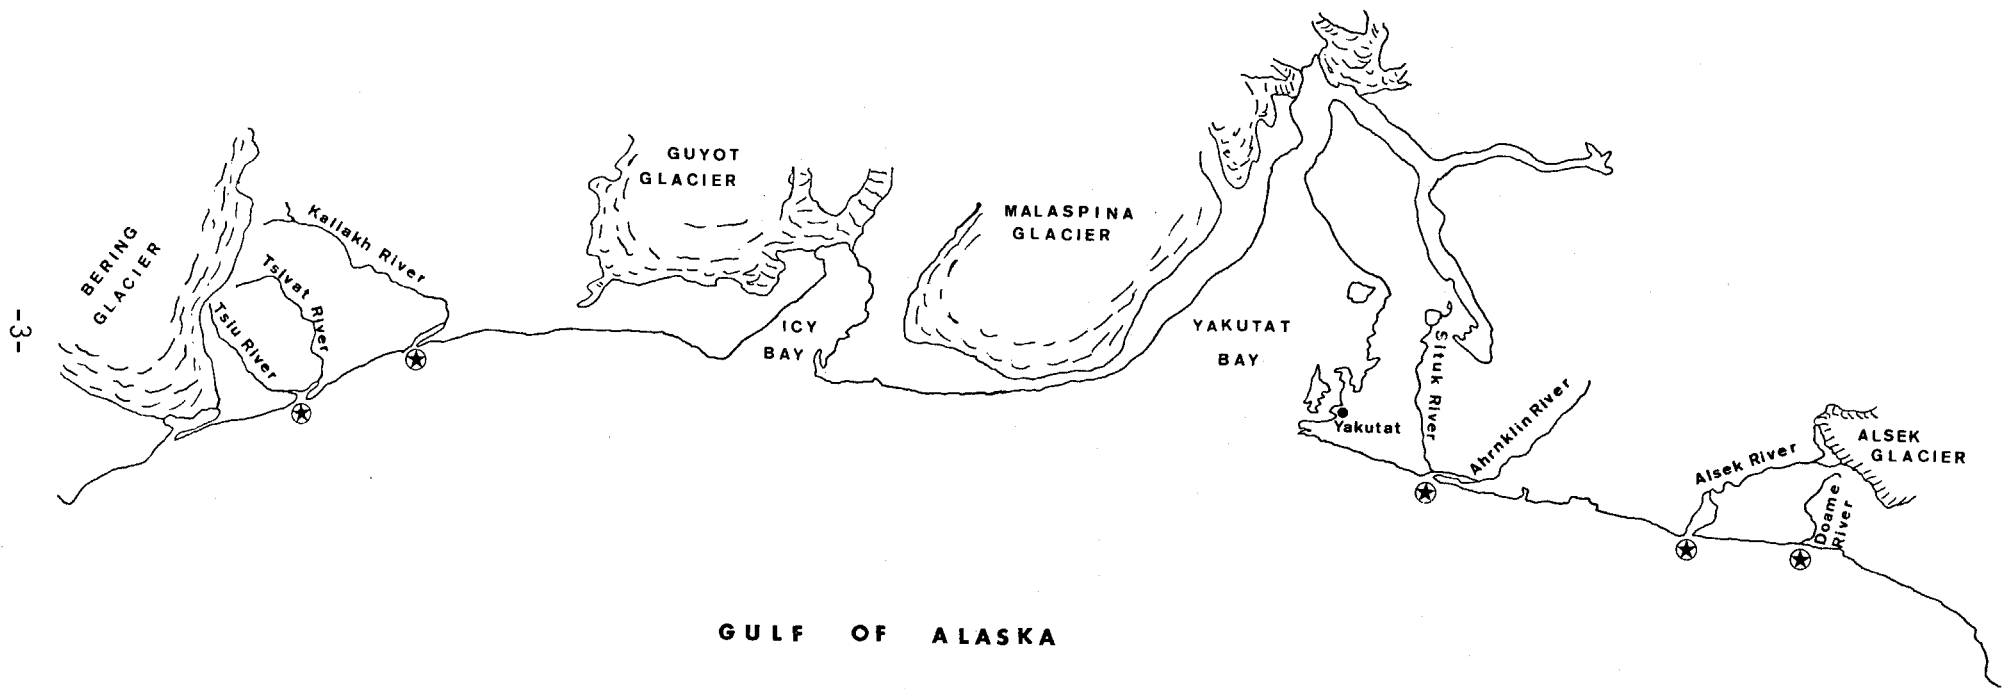 GUYOT
GLACIER
BERING
GLACIER
Kaliakh River
Tsivat River
Tsiu River
MALASPINA
GLACIER
ICY
BAY
YAKUTAT
BAY
Situk River
Yakutat
Ahrnklin River
Alsek River
ALSEK
GLACIER
Doame
River
GULF OF ALASKA
-3-